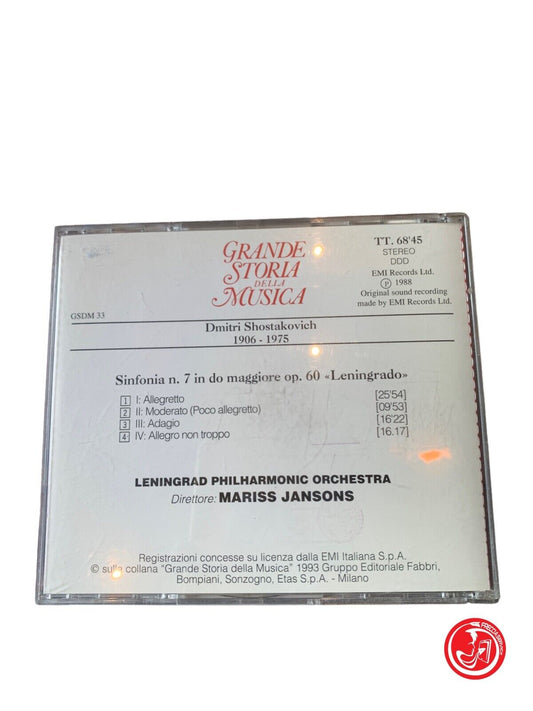 GRANDE
STORIA
DELLA
MUSICA
TT. 68'45
STEREO
DDD
EMI Records Ltd.
Ⓟ 1988
Original sound recording
made by EMI Records Ltd.
GSDM 33
Dmitri Shostakovich
1906 - 1975
Sinfonia n. 7 in do maggiore op. 60 «Leningrado»
1 I: Allegretto [25'54]
2 II: Moderato (Poco allegretto) [09'53]
3 III: Adagio [16'22]
4 IV: Allegro non troppo [16.17]
LENINGRAD PHILHARMONIC ORCHESTRA
Direttore: MARISS JANSONS
Registrazioni concesse su licenza dalla EMI Italiana S.p.A.
© sulla collana "Grande Storia della Musica" 1993 Gruppo Editoriale Fabbri,
Bompiani, Sonzogno, Etas S.p.A. - Milano